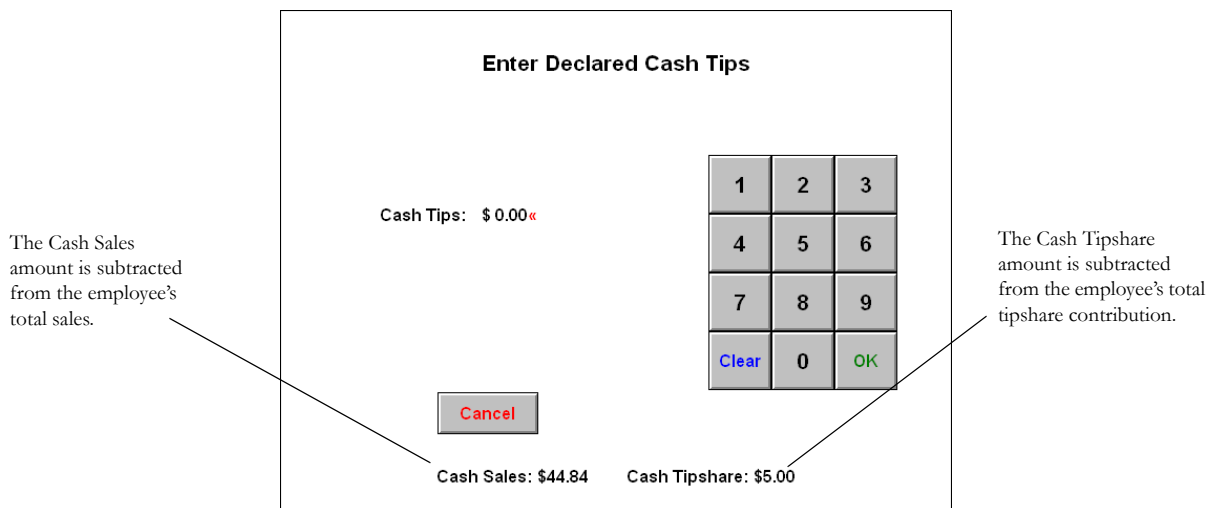 Enter Declared Cash Tips
1 2 3
Cash Tips: $ 0.00«
4 5 6
The Cash Sales
amount is subtracted
from the employee’s
total sales.
The Cash Tipshare
amount is subtracted
from the employee’s total
tipshare contribution.
7 8 9
Clear 0 OK
Cancel
Cash Sales: $44.84 Cash Tipshare: $5.00